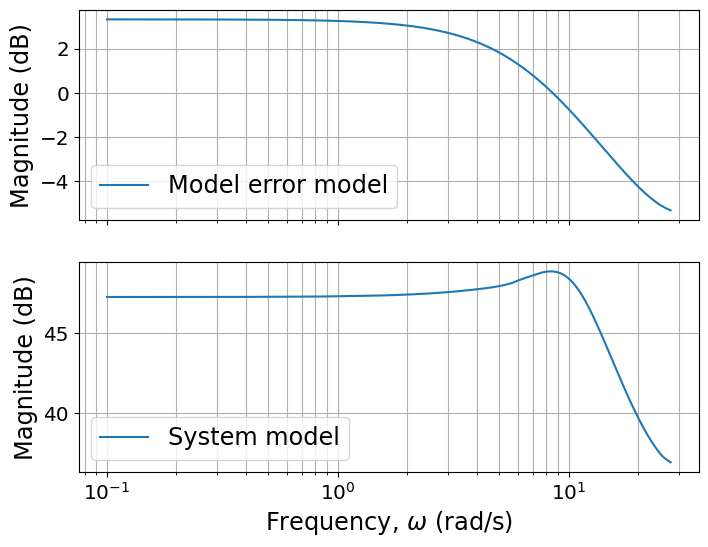 Magnitude (dB)
2
0
−2
−4
Model error model
Magnitude (dB)
45
40
System model
10⁻¹
10⁰
10¹
Frequency, ω (rad/s)